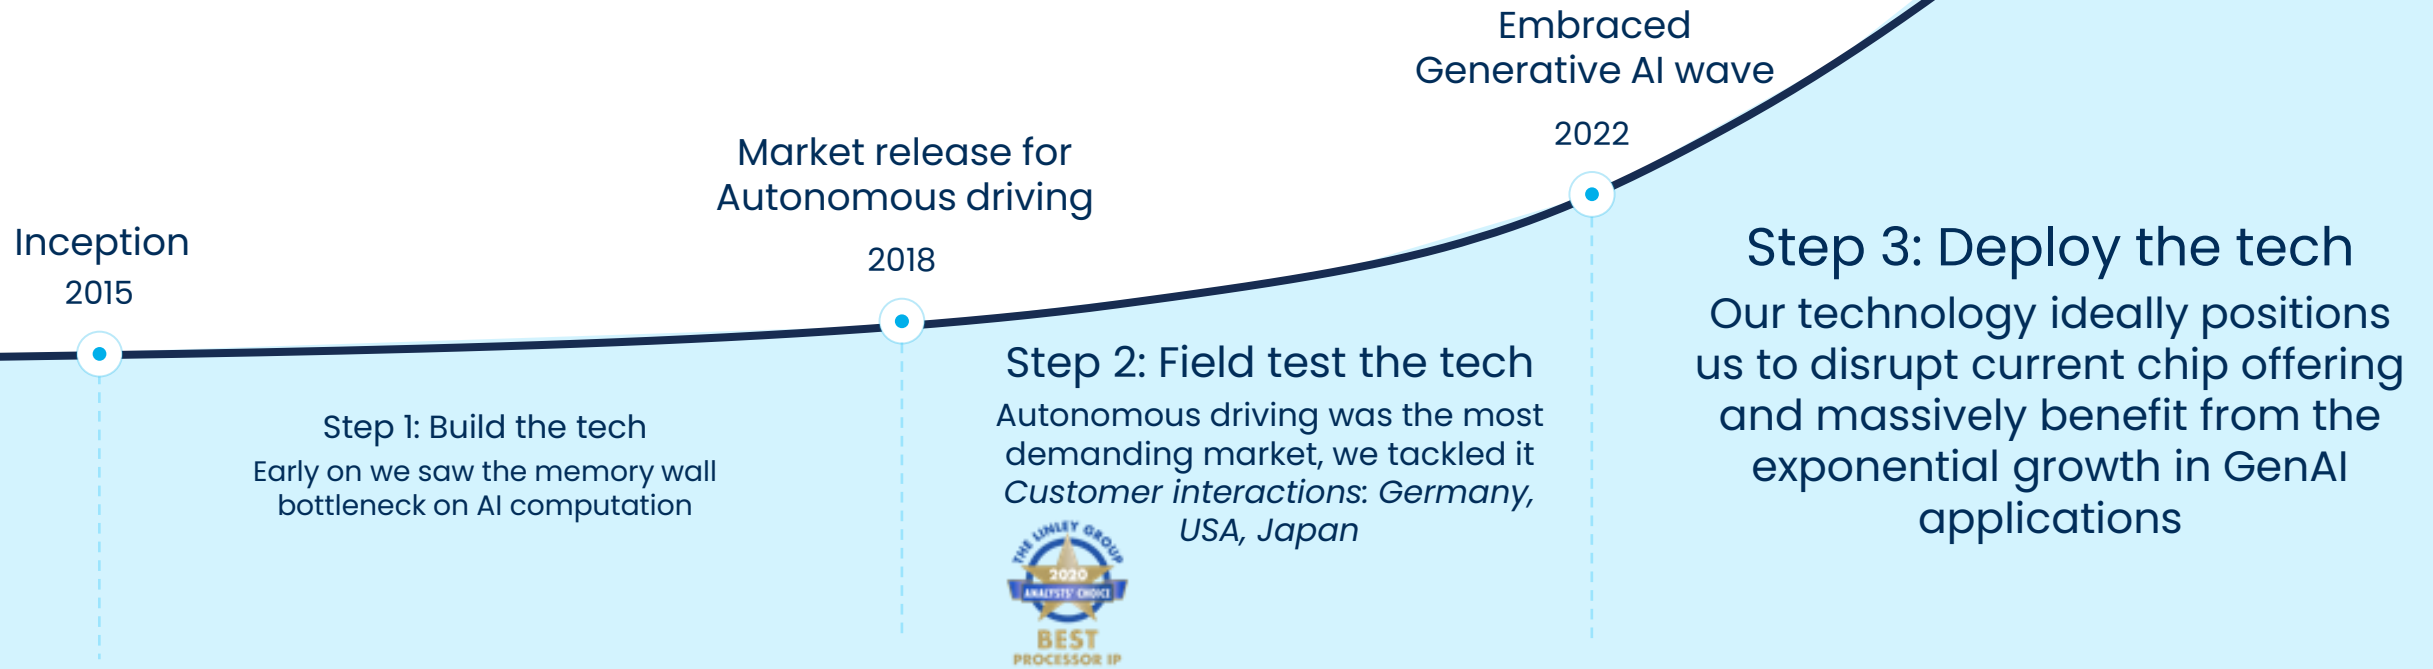 Inception
2015
Step 1: Build the tech
Early on we saw the memory wall
bottleneck on AI computation
Market release for
Autonomous driving
2018
Step 2: Field test the tech
Autonomous driving was the most
demanding market, we tackled it
Customer interactions: Germany,
USA, Japan
THE LINLEY GROUP
2020
ANALYSTS' CHOICE
BEST
PROCESSOR IP
Embraced
Generative AI wave
2022
Step 3: Deploy the tech
Our technology ideally positions
us to disrupt current chip offering
and massively benefit from the
exponential growth in GenAI
applications